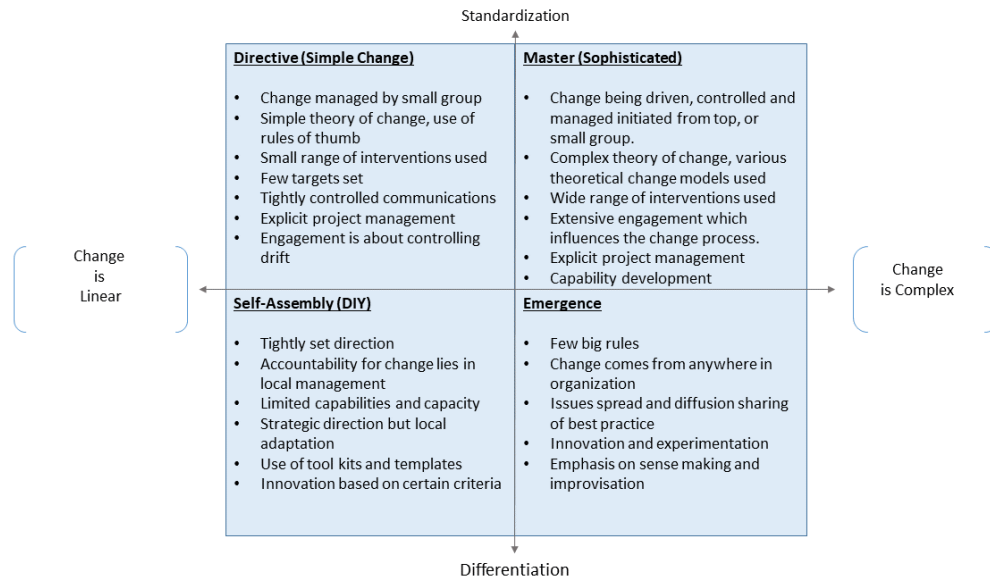 Standardization
Directive (Simple Change)
• Change managed by small group
• Simple theory of change, use of
rules of thumb
• Small range of interventions used
• Few targets set
• Tightly controlled communications
• Explicit project management
• Engagement is about controlling
drift
Master (Sophisticated)
• Change being driven, controlled and
managed initiated from top, or
small group.
• Complex theory of change, various
theoretical change models used
• Wide range of interventions used
• Extensive engagement which
influences the change process.
• Explicit project management
• Capability development
Change
is
Linear
Change
is Complex
Self-Assembly (DIY)
• Tightly set direction
• Accountability for change lies in
local management
• Limited capabilities and capacity
• Strategic direction but local
adaptation
• Use of tool kits and templates
• Innovation based on certain criteria
Emergence
• Few big rules
• Change comes from anywhere in
organization
• Issues spread and diffusion sharing
of best practice
• Innovation and experimentation
• Emphasis on sense making and
improvisation
Differentiation